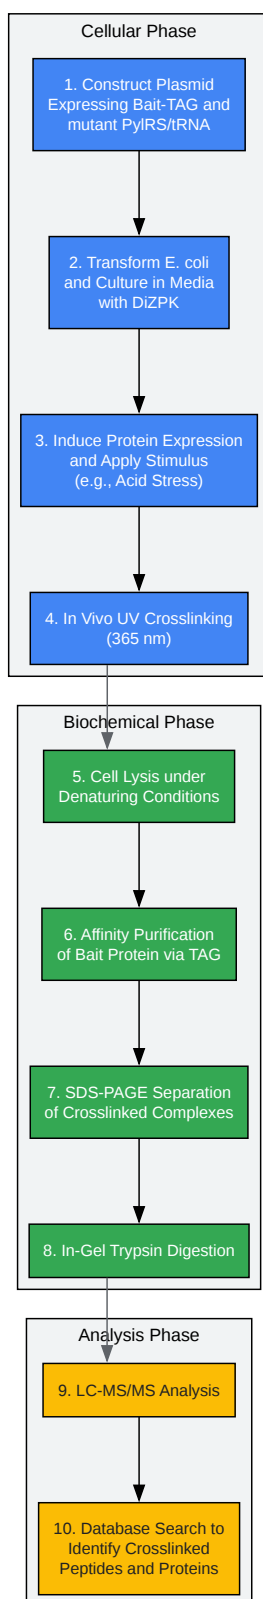 Cellular Phase
1. Construct Plasmid
Expressing Bait-TAG and
mutant PylRS/tRNA
2. Transform E. coli
and Culture in Media
with DiZPK
3. Induce Protein Expression
and Apply Stimulus
(e.g., Acid Stress)
4. In Vivo UV Crosslinking
(365 nm)
Biochemical Phase
5. Cell Lysis under
Denaturing Conditions
6. Affinity Purification
of Bait Protein via TAG
7. SDS-PAGE Separation
of Crosslinked Complexes
8. In-Gel Trypsin Digestion
Analysis Phase
9. LC-MS/MS Analysis
10. Database Search to
Identify Crosslinked
Peptides and Proteins